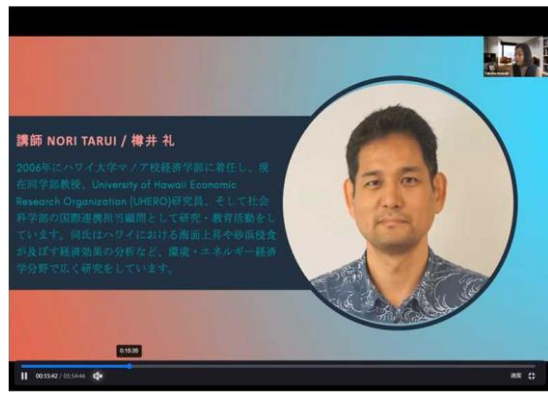 講師 NORI TARUI / 樽井 礼
2006年にハワイ大学マノア校経済学部に着任し、現
在同学部教授、University of Hawaii Economic
Research Organization (UHERO)研究員、そして社会
科学部の国際連携担当顧問として研究・教育活動をし
ています。同氏はハワイにおける海面上昇や砂浜侵食
が及ぼす経済効果の分析など、環境・エネルギー経済
学分野で広く研究をしています。
0:15:35
00:15:42 / 01:54:46
速度